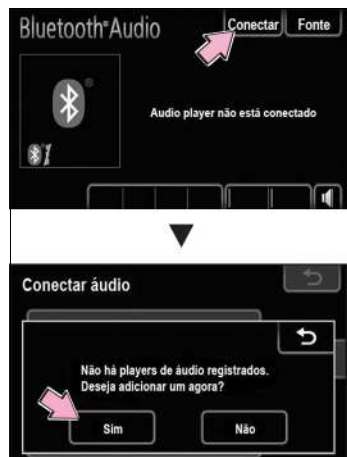 Bluetooth® Audio
Conectar
Fonte
Audio player não está conectado
Conectar áudio
Não há players de áudio registrados.
Deseja adicionar um agora?
Sim
Não